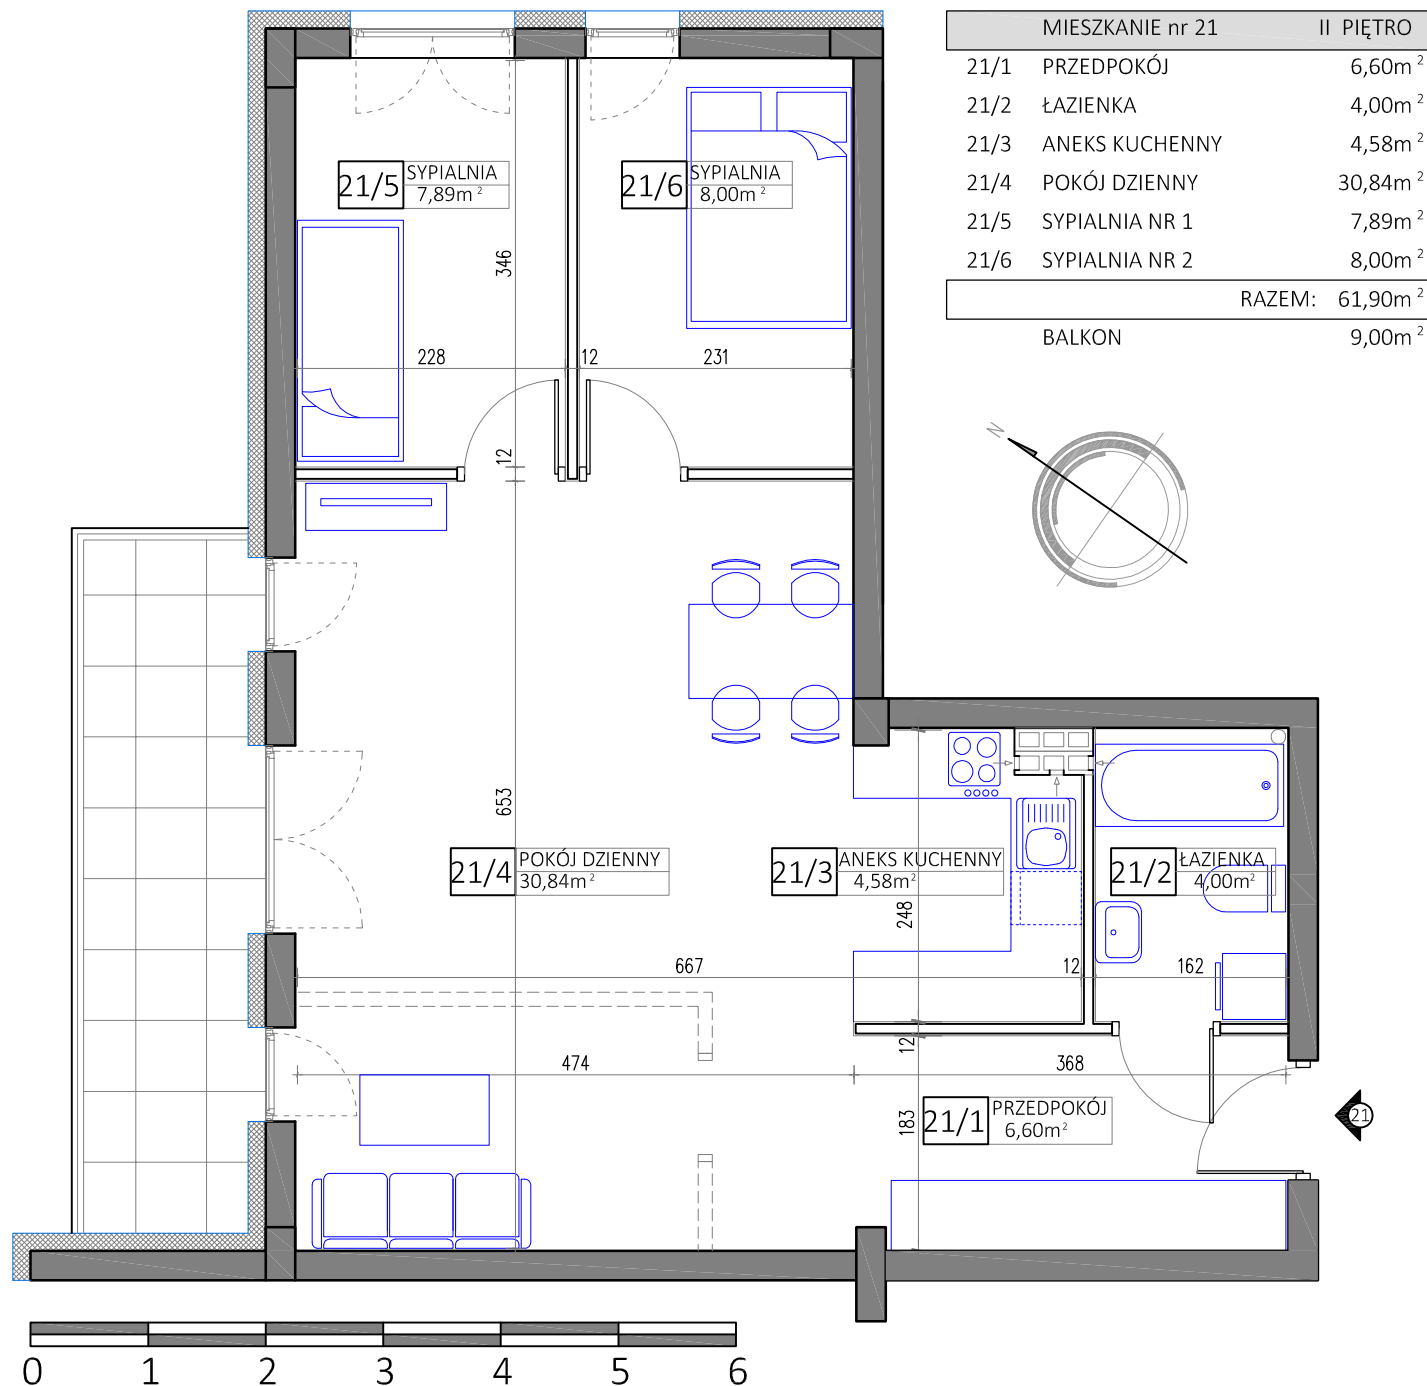 MIESZKANIE nr 21 II PIĘTRO
21/1 PRZEDPOKÓJ 6,60m²
21/2 ŁAZIENKA 4,00m²
21/3 ANEKS KUCHENNY 4,58m²
21/4 POKÓJ DZIENNY 30,84m²
21/5 SYPIALNIA NR 1 7,89m²
21/6 SYPIALNIA NR 2 8,00m²
RAZEM: 61,90m²
BALKON 9,00m²
N
21/5 SYPIALNIA
7,89m²
21/6 SYPIALNIA
8,00m²
346
228
12
231
12
653
21/4 POKÓJ DZIENNY
30,84m²
21/3 ANEKS KUCHENNY
4,58m²
21/2 ŁAZIENKA
4,00m²
248
667
12
162
12
474
368
183
21/1 PRZEDPOKÓJ
6,60m²
21
0 1 2 3 4 5 6